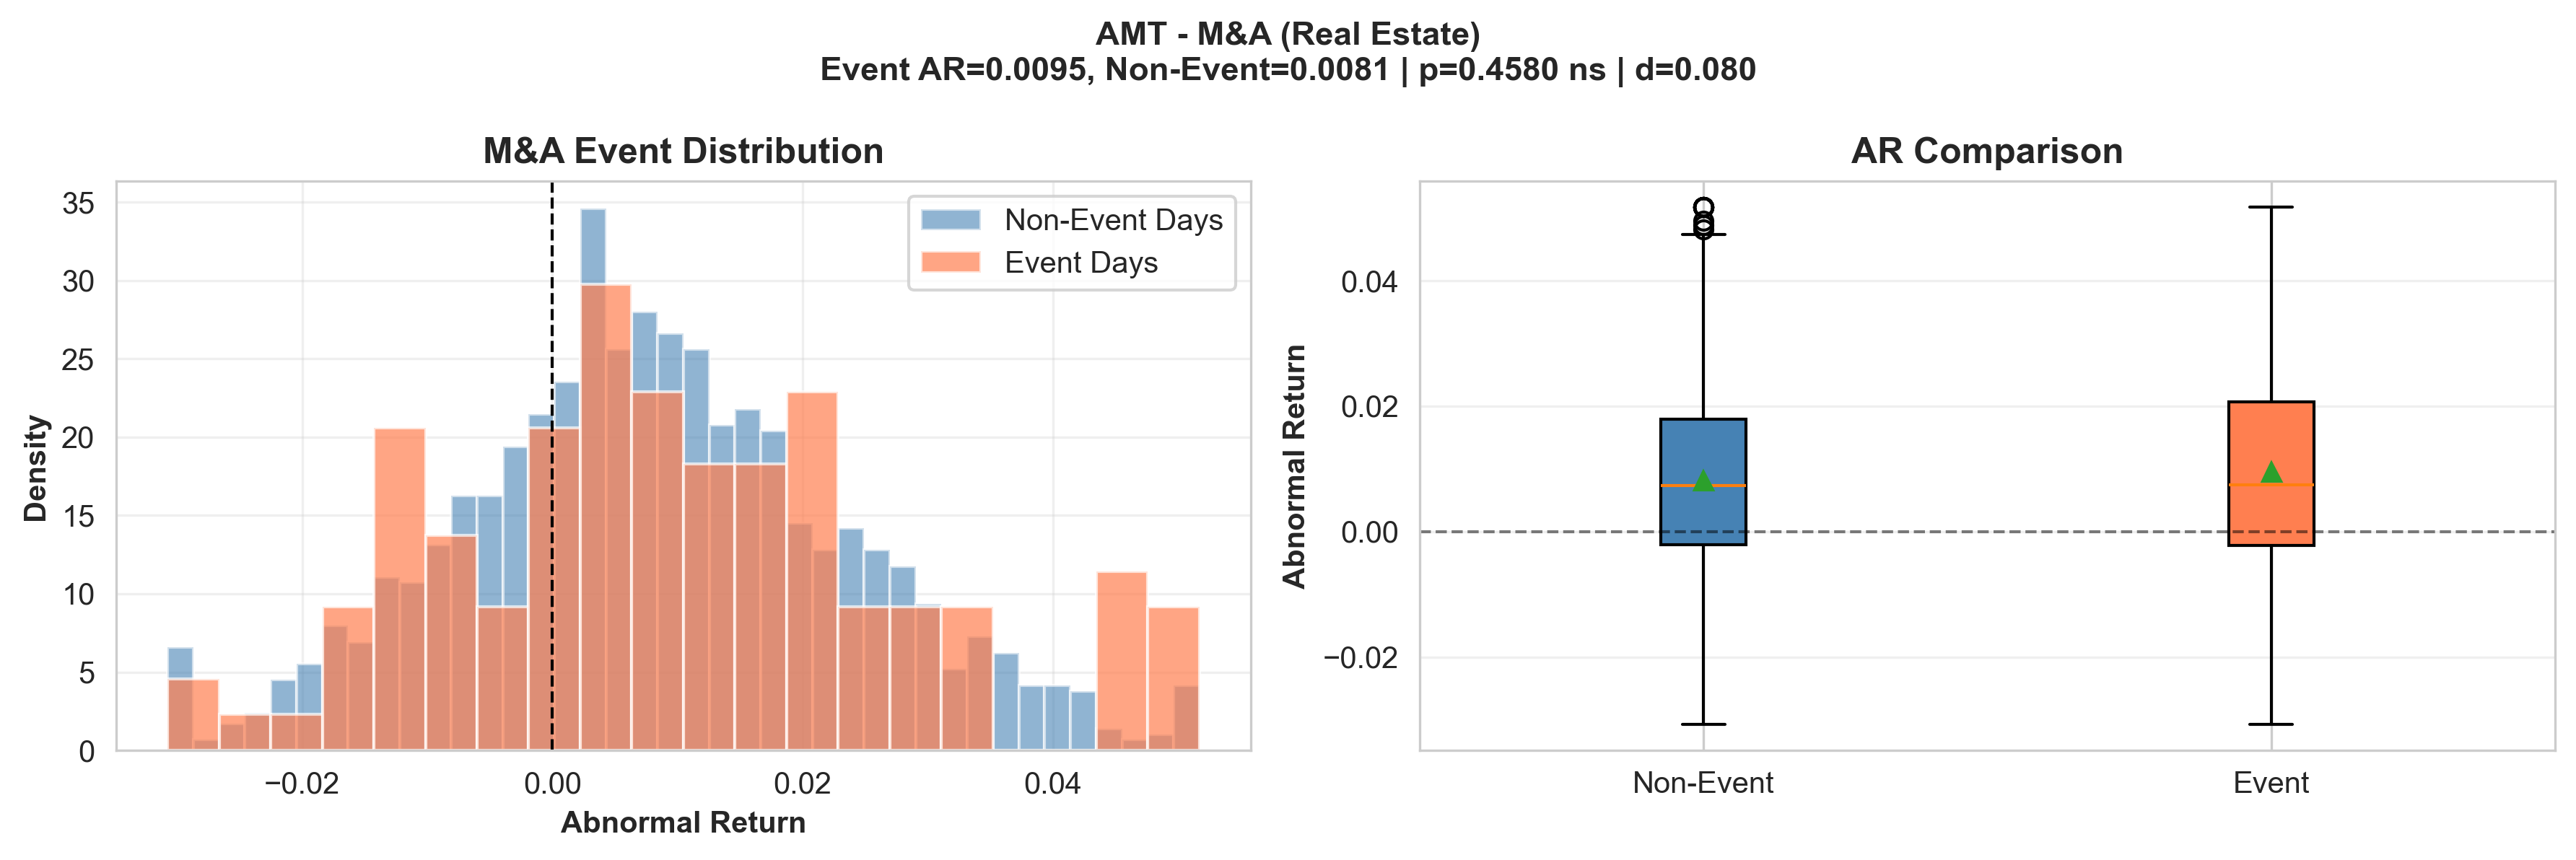 AMT - M&A (Real Estate)
Event AR=0.0095, Non-Event=0.0081 | p=0.4580 ns | d=0.080
M&A Event Distribution
Density
35
30
25
20
15
10
5
0
Non-Event Days
Event Days
−0.02
0.00
0.02
0.04
Abnormal Return
AR Comparison
Abnormal Return
0.04
0.02
0.00
−0.02
Non-Event
Event